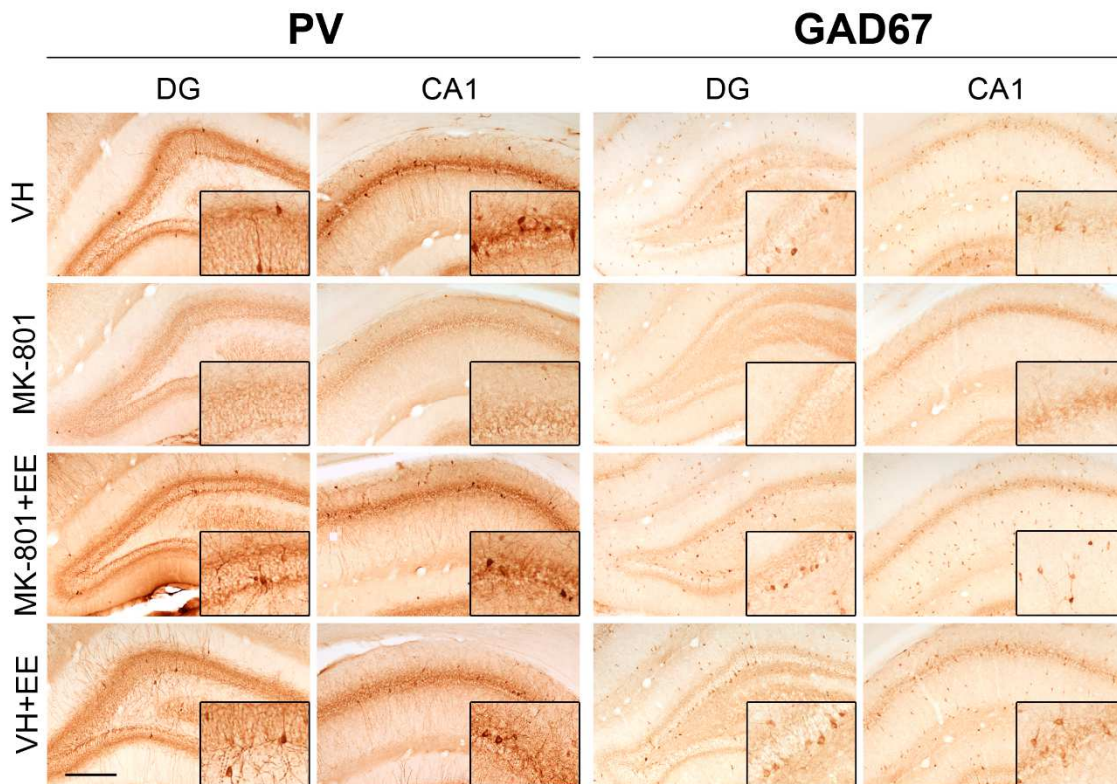 PV GAD67
DG CA1 DG CA1
VH
MK-801
MK-801+EE
VH+EE